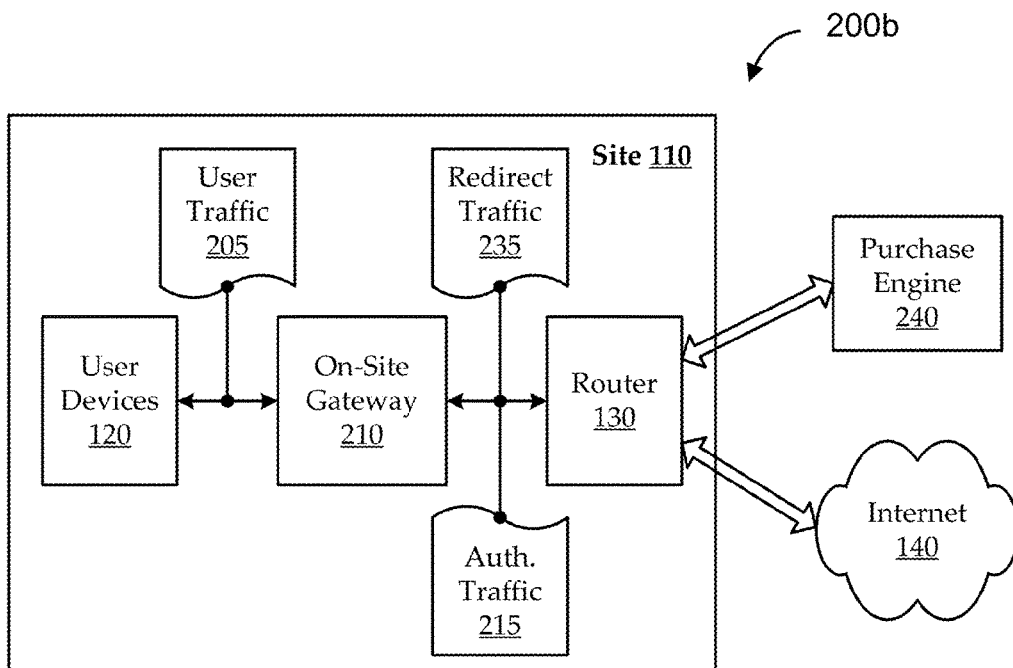 200b
Site 110
User
Traffic
205
Redirect
Traffic
235
Purchase
Engine
240
User
Devices
120
On-Site
Gateway
210
Router
130
Auth.
Traffic
215
Internet
140